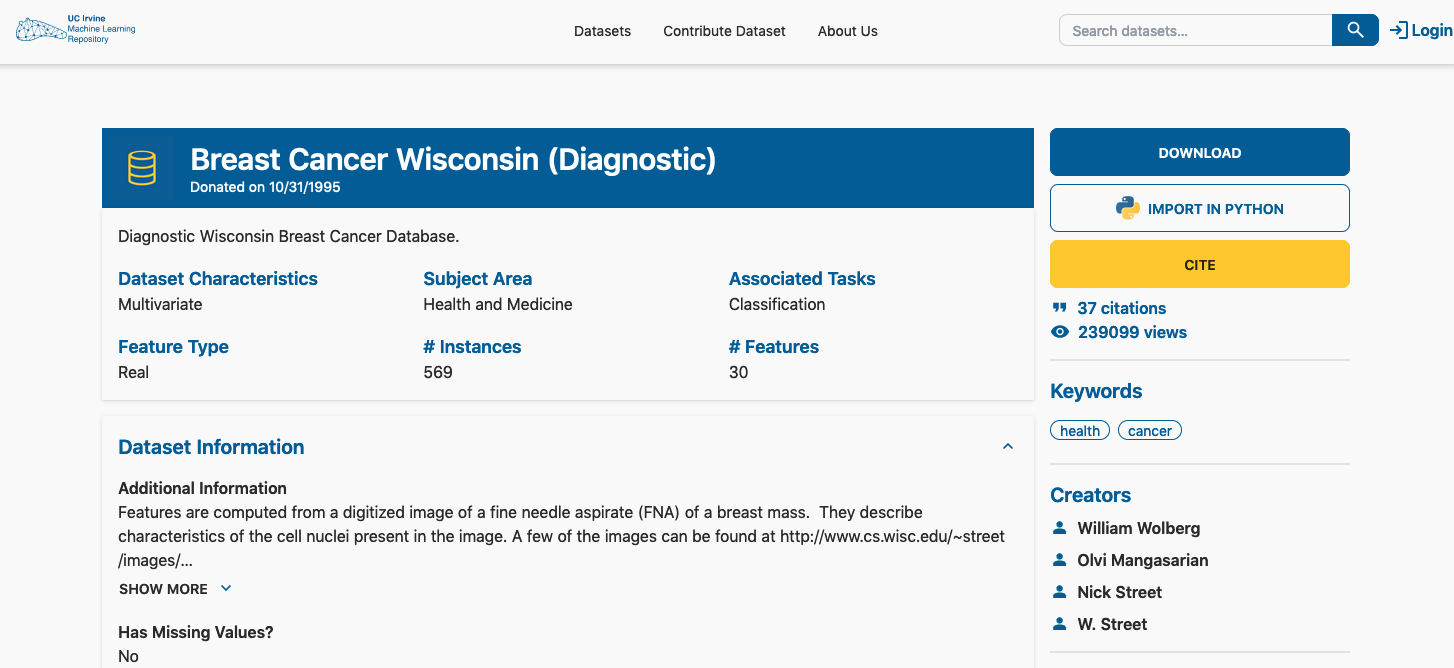 UC Irvine
Machine Learning
Repository
Datasets
Contribute Dataset
About Us
Search datasets...
Login
Breast Cancer Wisconsin (Diagnostic)
Donated on 10/31/1995
Diagnostic Wisconsin Breast Cancer Database.
Dataset Characteristics
Multivariate
Subject Area
Health and Medicine
Associated Tasks
Classification
Feature Type
Real
# Instances
569
# Features
30
Dataset Information
Additional Information
Features are computed from a digitized image of a fine needle aspirate (FNA) of a breast mass.  They describe
characteristics of the cell nuclei present in the image. A few of the images can be found at http://www.cs.wisc.edu/~street
/images/...
SHOW MORE
Has Missing Values?
No
DOWNLOAD
IMPORT IN PYTHON
CITE
37 citations
239099 views
Keywords
health
cancer
Creators
William Wolberg
Olvi Mangasarian
Nick Street
W. Street